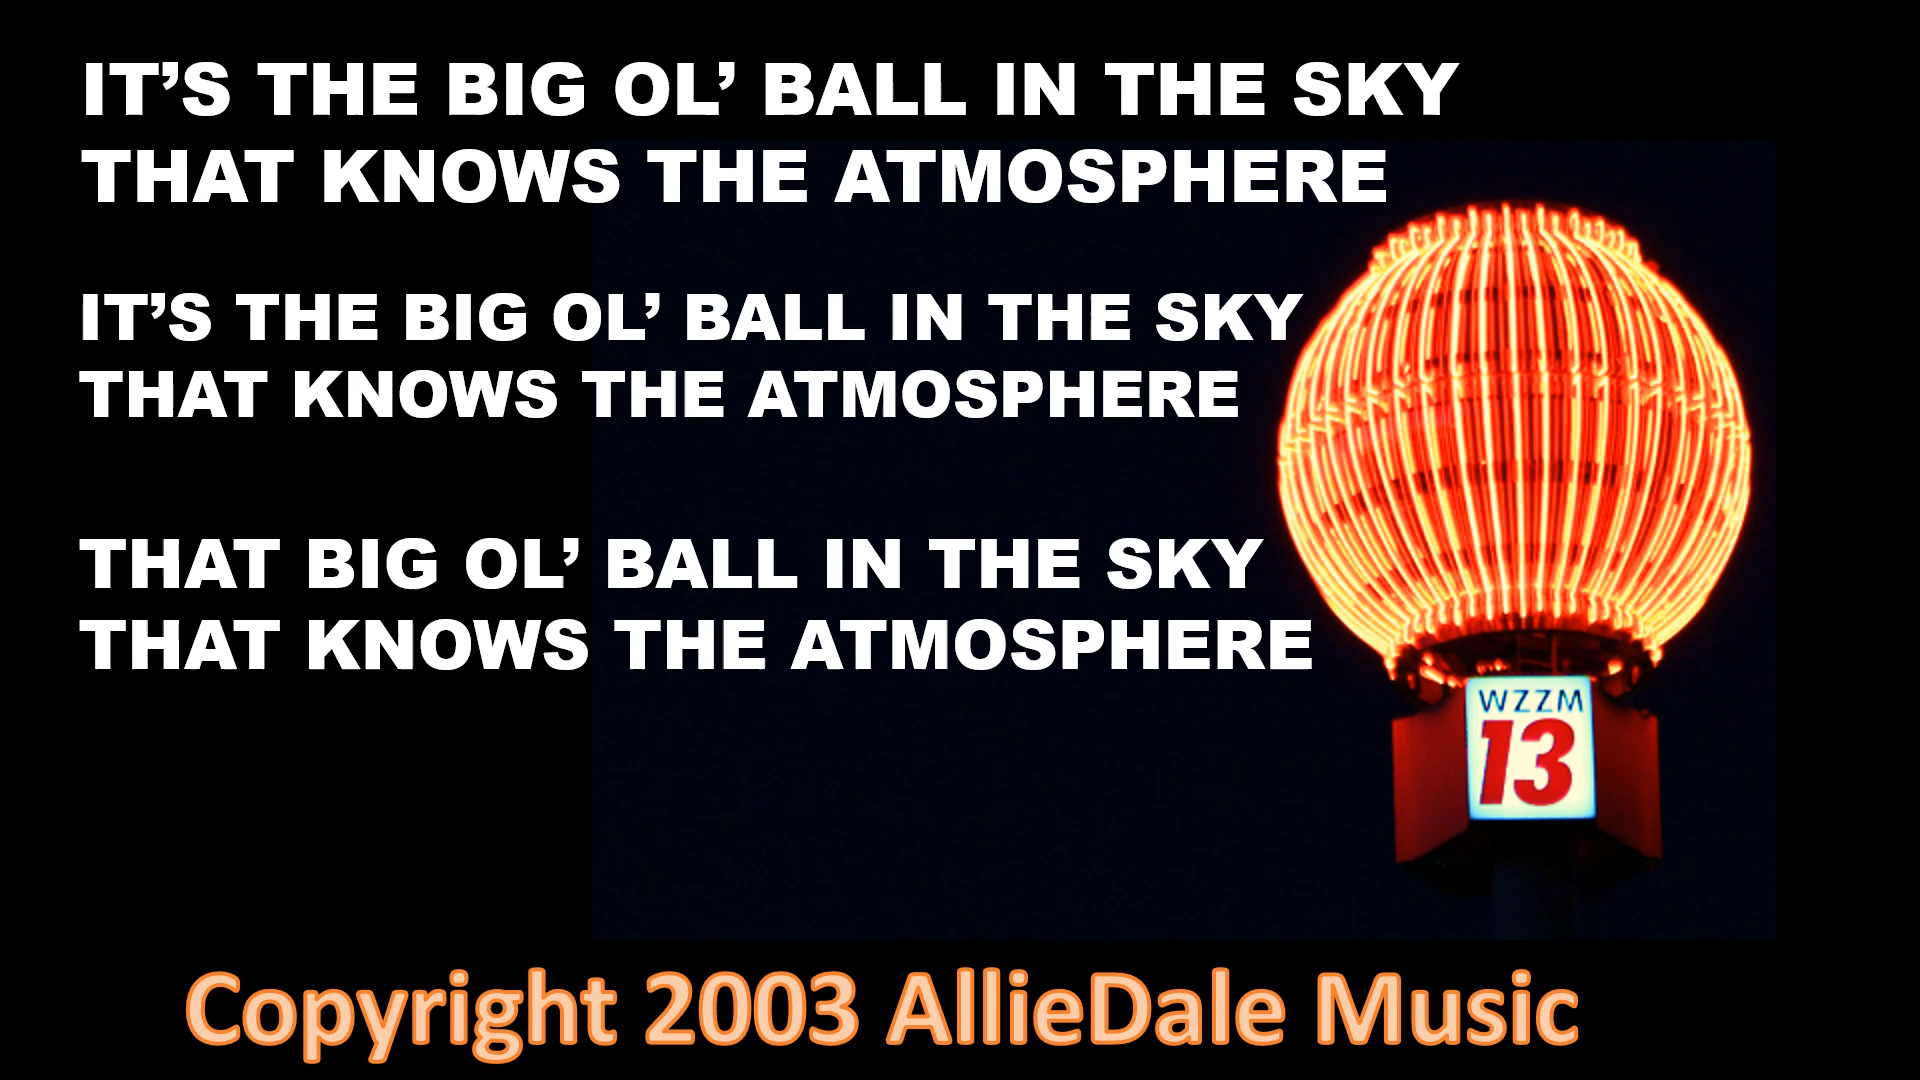 IT’S THE BIG OL’ BALL IN THE SKY
THAT KNOWS THE ATMOSPHERE
IT’S THE BIG OL’ BALL IN THE SKY
THAT KNOWS THE ATMOSPHERE
THAT BIG OL’ BALL IN THE SKY
THAT KNOWS THE ATMOSPHERE
WZZM
13
Copyright 2003 AllieDale Music